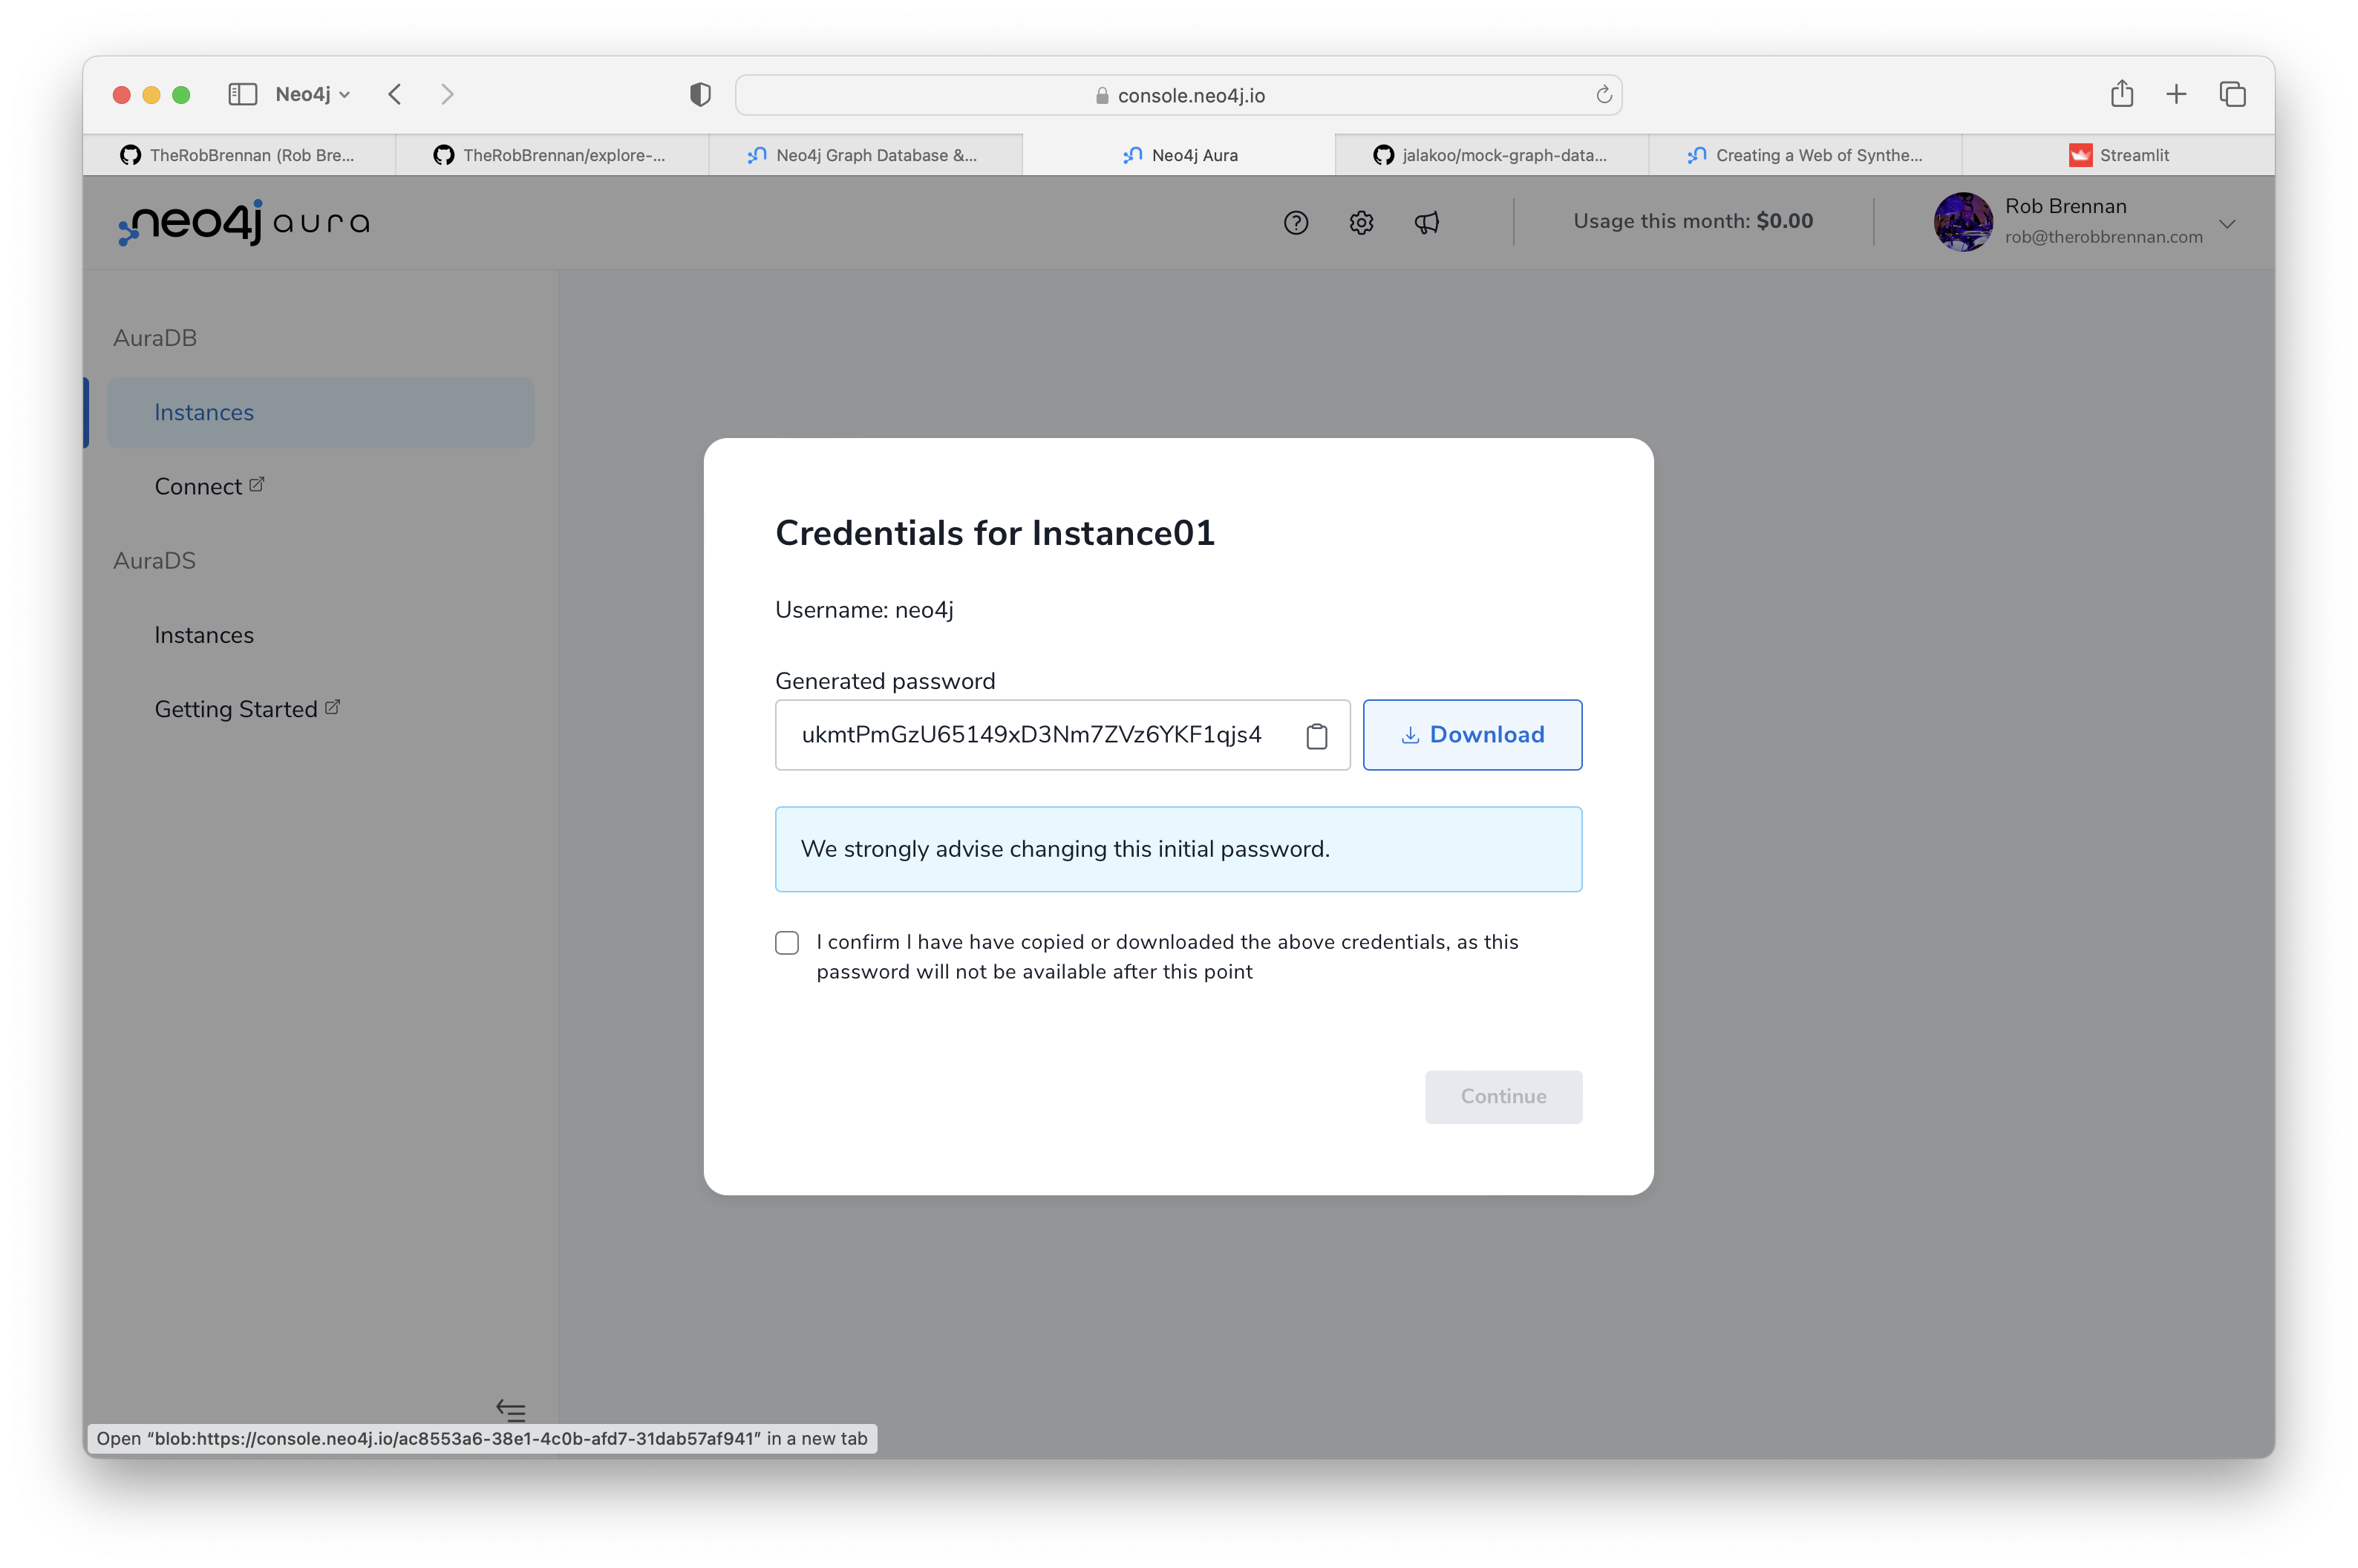 Neo4j
console.neo4j.io
TheRobBrennan (Rob Bre...
TheRobBrennan/explore-...
Neo4j Graph Database &...
Neo4j Aura
jalakoo/mock-graph-data...
Creating a Web of Synthe...
Streamlit
neo4j aura
Usage this month: $0.00
Rob Brennan
rob@therobbrennan.com
AuraDB
Instances
Connect
AuraDS
Instances
Getting Started
Credentials for Instance01
Username: neo4j
Generated password
ukmtPmGzU65149xD3Nm7ZVz6YKF1qjs4
Download
We strongly advise changing this initial password.
I confirm I have have copied or downloaded the above credentials, as this
password will not be available after this point
Continue
Open “blob:https://console.neo4j.io/ac8553a6-38e1-4c0b-afd7-31dab57af941” in a new tab